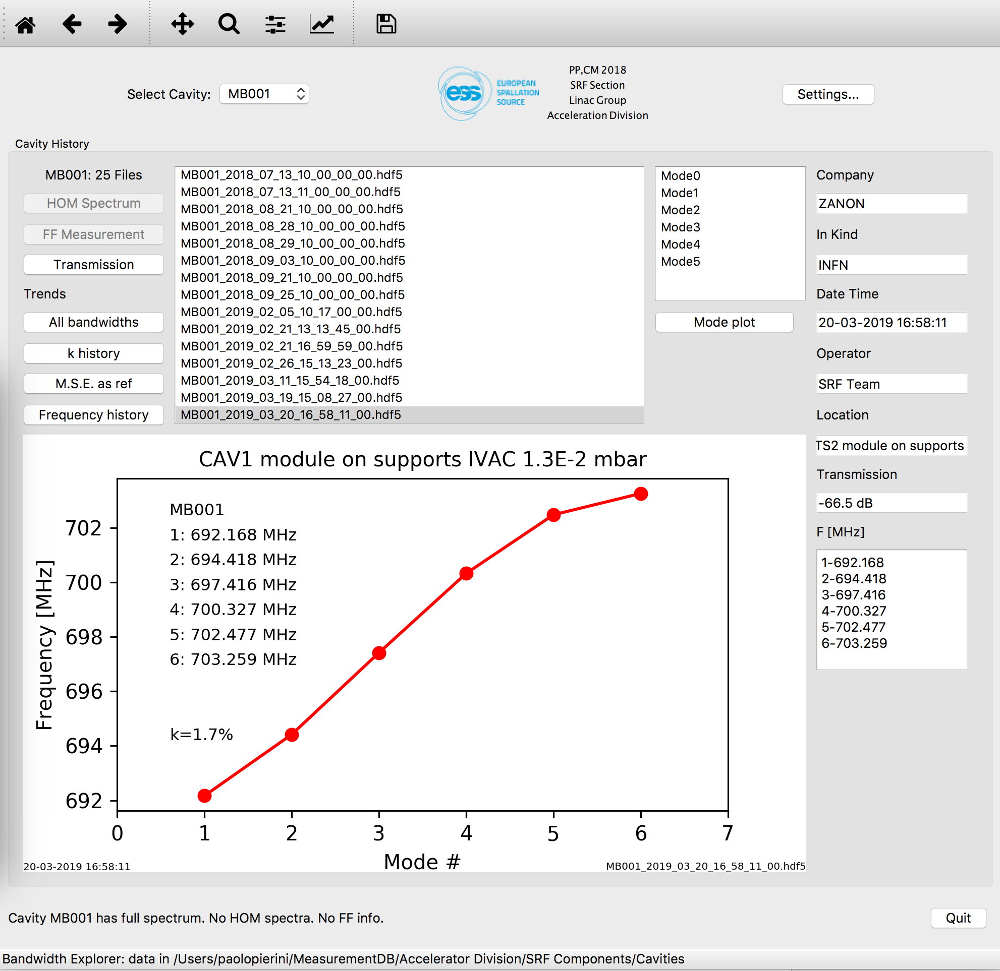 Select Cavity:
MB001
ess
EUROPEAN
SPALLATION
SOURCE
PP,CM 2018
SRF Section
Linac Group
Acceleration Division
Settings...
Cavity History
MB001: 25 Files
HOM Spectrum
FF Measurement
Transmission
Trends
All bandwidths
k history
M.S.E. as ref
Frequency history
MB001_2018_07_13_10_00_00_00.hdf5
MB001_2018_07_13_11_00_00_00.hdf5
MB001_2018_08_21_10_00_00_00.hdf5
MB001_2018_08_28_10_00_00_00.hdf5
MB001_2018_08_29_10_00_00_00.hdf5
MB001_2018_09_03_10_00_00_00.hdf5
MB001_2018_09_21_10_00_00_00.hdf5
MB001_2018_09_25_10_00_00_00.hdf5
MB001_2019_02_05_10_17_00_00.hdf5
MB001_2019_02_21_13_13_45_00.hdf5
MB001_2019_02_21_16_59_59_00.hdf5
MB001_2019_02_26_15_13_23_00.hdf5
MB001_2019_03_11_15_54_18_00.hdf5
MB001_2019_03_19_15_08_27_00.hdf5
MB001_2019_03_20_16_58_11_00.hdf5
Mode0
Mode1
Mode2
Mode3
Mode4
Mode5
Mode plot
Company
ZANON
In Kind
INFN
Date Time
20-03-2019 16:58:11
Operator
SRF Team
Location
TS2 module on supports
Transmission
-66.5 dB
F [MHz]
1-692.168
2-694.418
3-697.416
4-700.327
5-702.477
6-703.259
CAV1 module on supports IVAC 1.3E-2 mbar
MB001
1: 692.168 MHz
2: 694.418 MHz
3: 697.416 MHz
4: 700.327 MHz
5: 702.477 MHz
6: 703.259 MHz
k=1.7%
Frequency [MHz]
702
700
698
696
694
692
0 1 2 3 4 5 6 7
Mode #
20-03-2019 16:58:11
MB001_2019_03_20_16_58_11_00.hdf5
Cavity MB001 has full spectrum. No HOM spectra. No FF info.
Quit
Bandwidth Explorer: data in /Users/paolopierini/MeasurementDB/Accelerator Division/SRF Components/Cavities